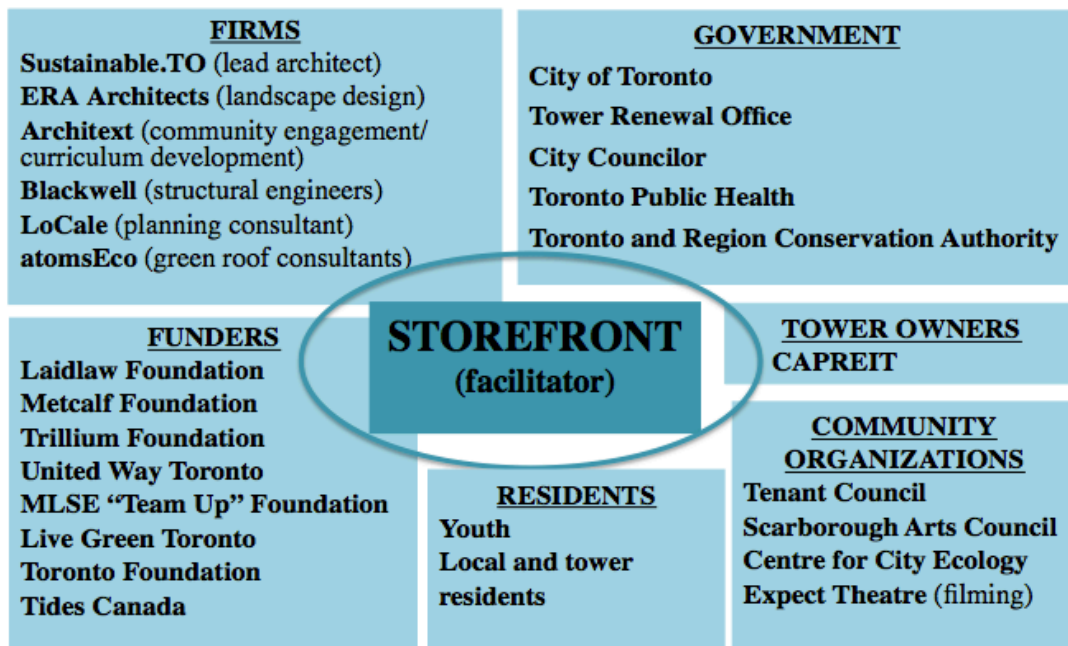 FIRMS
Sustainable.TO (lead architect)
ERA Architects (landscape design)
Architext (community engagement/
curriculum development)
Blackwell (structural engineers)
LoCale (planning consultant)
atomsEco (green roof consultants)
GOVERNMENT
City of Toronto
Tower Renewal Office
City Councilor
Toronto Public Health
Toronto and Region Conservation Authority
STOREFRONT
(facilitator)
FUNDERS
Laidlaw Foundation
Metcalf Foundation
Trillium Foundation
United Way Toronto
MLSE “Team Up” Foundation
Live Green Toronto
Toronto Foundation
Tides Canada
TOWER OWNERS
CAPREIT
RESIDENTS
Youth
Local and tower
residents
COMMUNITY
ORGANIZATIONS
Tenant Council
Scarborough Arts Council
Centre for City Ecology
Expect Theatre (filming)